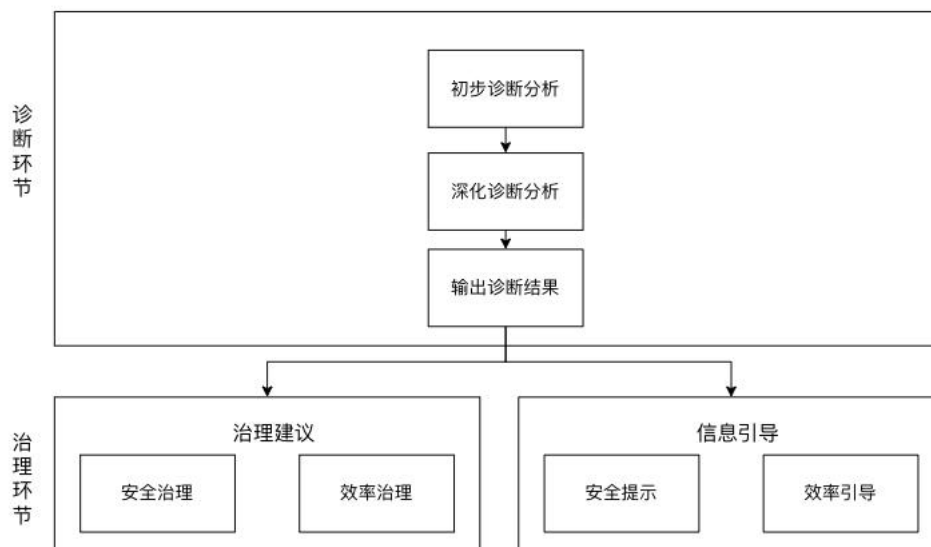 诊断环节
初步诊断分析
深化诊断分析
输出诊断结果
治理环节
治理建议
安全治理
效率治理
信息引导
安全提示
效率引导